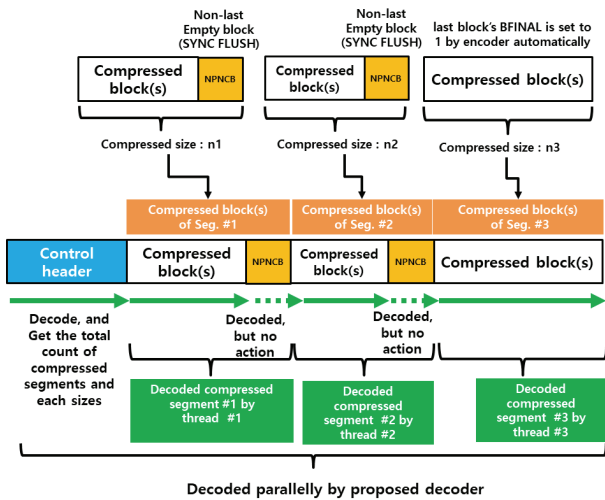 Non-last
Empty block
(SYNC FLUSH)
Non-last
Empty block
(SYNC FLUSH)
last block's BFINAL is set to
1 by encoder automatically
Compressed
block(s)
NPNCB
Compressed
block(s)
NPNCB
Compressed block(s)
Compressed size : n1
Compressed size : n2
Compressed size : n3
Compressed block(s)
of Seg. #1
Compressed block(s)
of Seg. #2
Compressed block(s)
of Seg. #3
Control
header
Compressed
block(s)
NPNCB
Compressed
block(s)
NPNCB
Compressed block(s)
Decode, and
Get the total
count of
compressed
segments and
each sizes
Decoded,
but no
action
Decoded,
but no
action
Decoded compressed
segment #1 by thread
#1
Decoded
compressed
segment #2 by
thread #2
Decoded
compressed
segment #3 by
thread #3
Decoded parallelly by proposed decoder